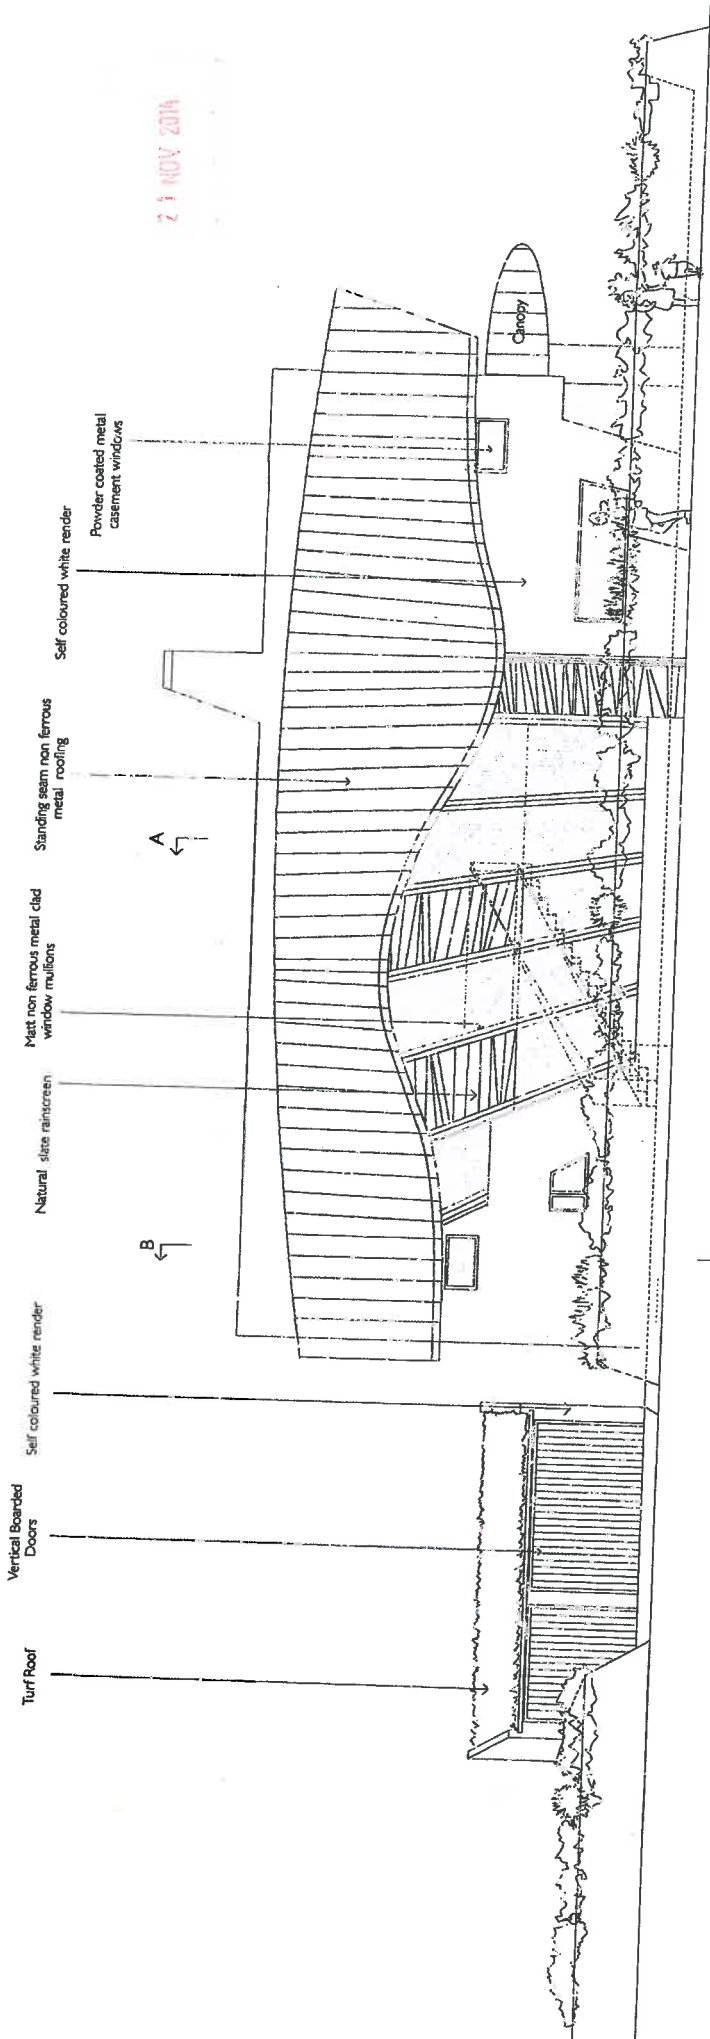 Turf Roof
Vertical Boarded
Doors
Self coloured white render
B
Natural slate rainscreen
Matt non ferrous metal clad
window mullions
A
Standing seam non ferrous
metal roofing
Self coloured white render
Powder coated metal
casement windows
Canopy
21 NOV 2014